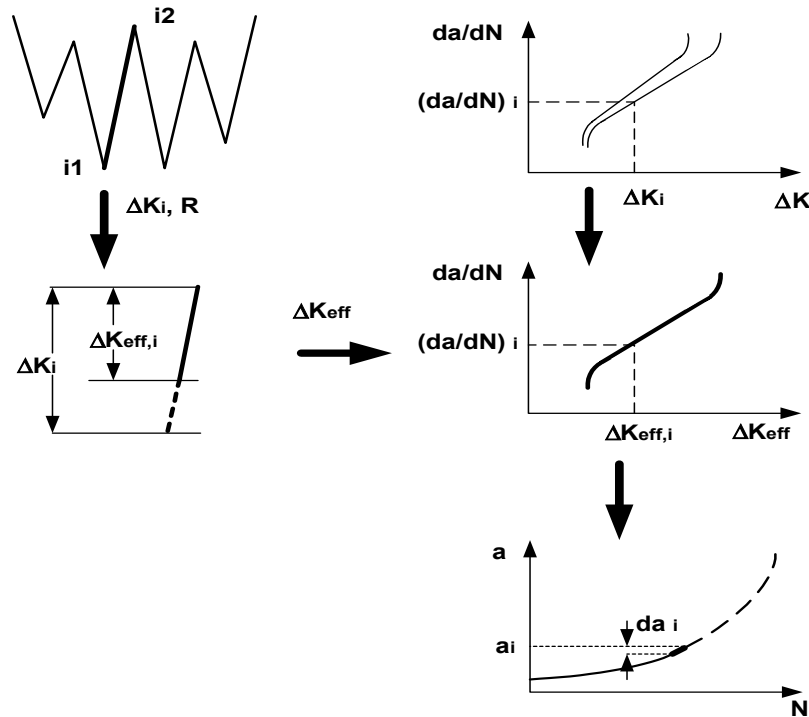 i2
i1
ΔKi, R
da/dN
(da/dN) i
ΔKi
ΔK
ΔKeff,i
ΔKi
ΔKeff
da/dN
(da/dN) i
ΔKeff,i
ΔKeff
a
da i
ai
N